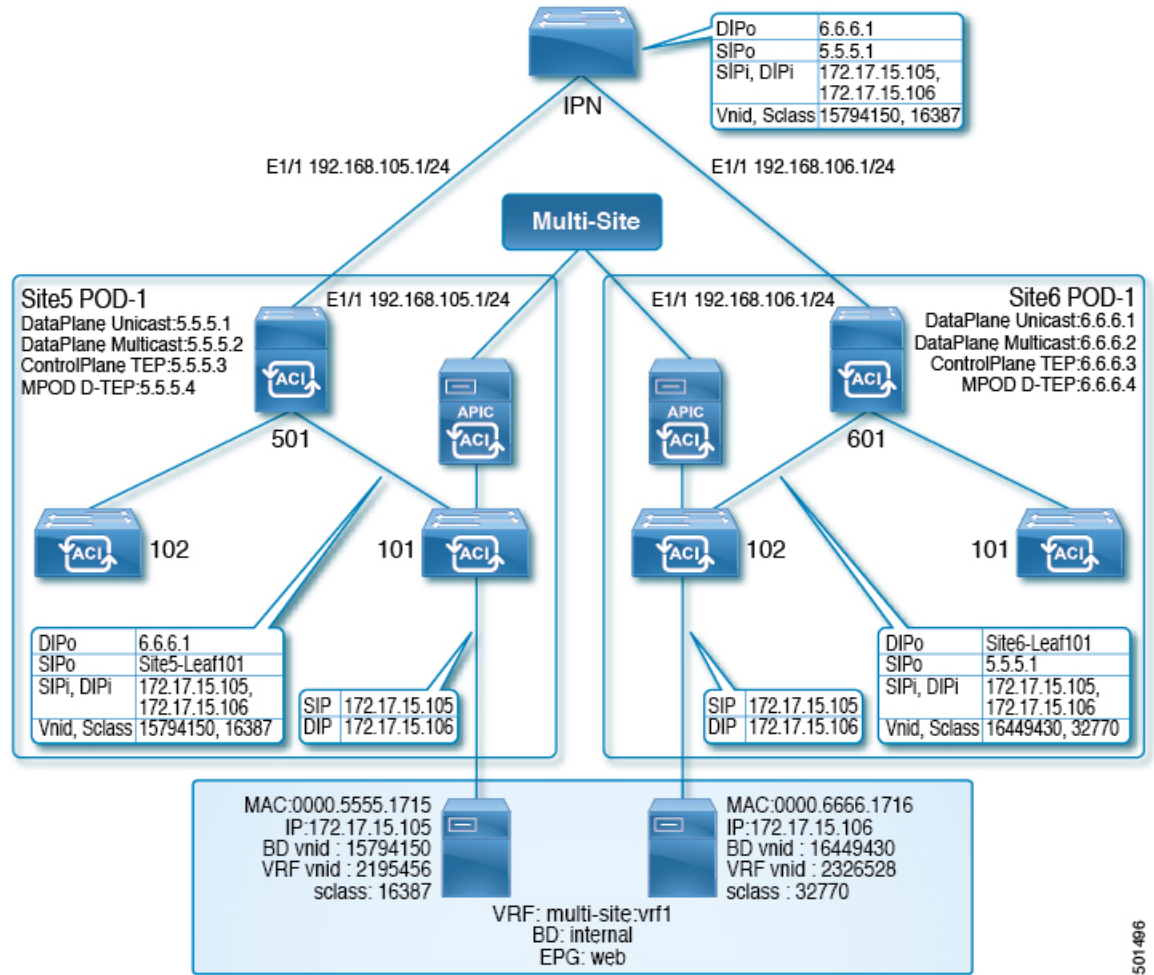 DIPo 6.6.6.1
SIPo 5.5.5.1
SIPi, DIPi 172.17.15.105,
172.17.15.106
Vnid, Sclass 15794150, 16387
IPN
E1/1 192.168.105.1/24
E1/1 192.168.106.1/24
Multi-Site
Site5 POD-1
DataPlane Unicast:5.5.5.1
DataPlane Multicast:5.5.5.2
ControlPlane TEP:5.5.5.3
MPOD D-TEP:5.5.5.4
E1/1 192.168.105.1/24
ACI
501
APIC
ACI
ACI
102
101
ACI
DIPo 6.6.6.1
SIPo Site5-Leaf101
SIPi, DIPi 172.17.15.105,
172.17.15.106
Vnid, Sclass 15794150, 16387
SIP 172.17.15.105
DIP 172.17.15.106
E1/1 192.168.106.1/24
Site6 POD-1
DataPlane Unicast:6.6.6.1
DataPlane Multicast:6.6.6.2
ControlPlane TEP:6.6.6.3
MPOD D-TEP:6.6.6.4
ACI
601
APIC
ACI
ACI
102
101
ACI
SIP 172.17.15.105
DIP 172.17.15.106
DIPo Site6-Leaf101
SIPo 5.5.5.1
SIPi, DIPi 172.17.15.105,
172.17.15.106
Vnid, Sclass 16449430, 32770
MAC:0000.5555.1715
IP:172.17.15.105
BD vnid : 15794150
VRF vnid : 2195456
sclass: 16387
MAC:0000.6666.1716
IP:172.17.15.106
BD vnid : 16449430
VRF vnid : 2326528
sclass : 32770
VRF: multi-site:vrf1
BD: internal
EPG: web
501496